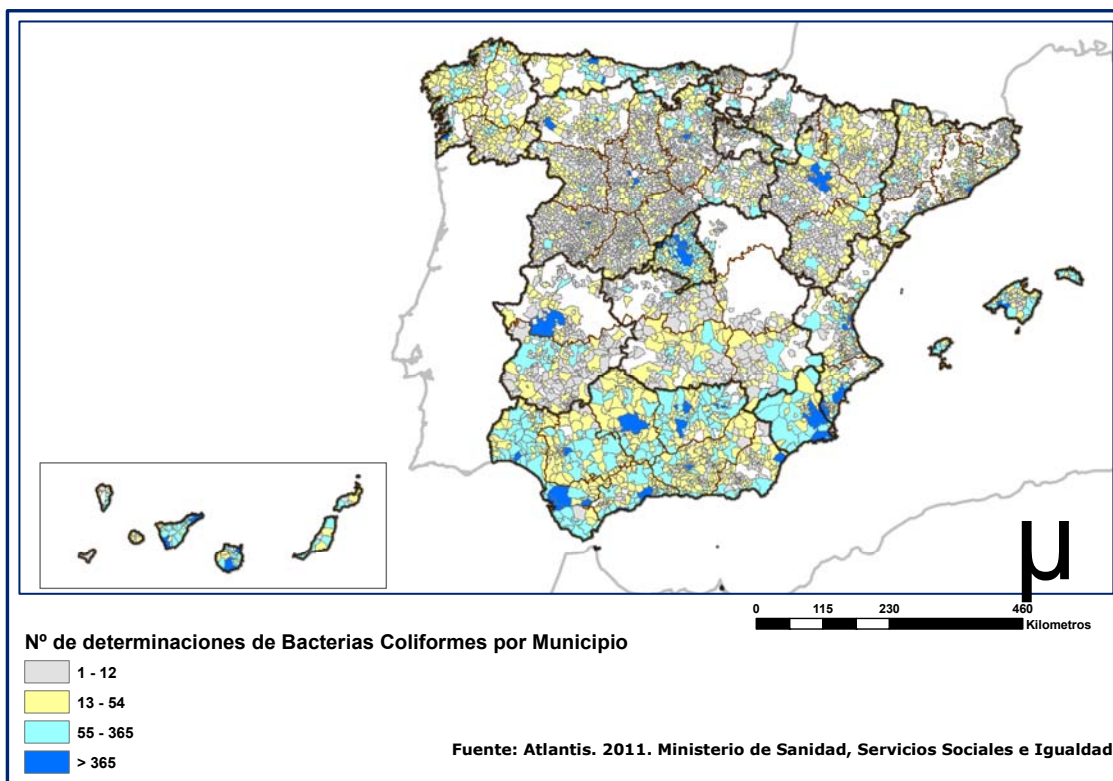 µ
0 115 230 460
Kilometros
Nº de determinaciones de Bacterias Coliformes por Municipio
1 - 12
13 - 54
55 - 365
> 365
Fuente: Atlantis. 2011. Ministerio de Sanidad, Servicios Sociales e Igualdad